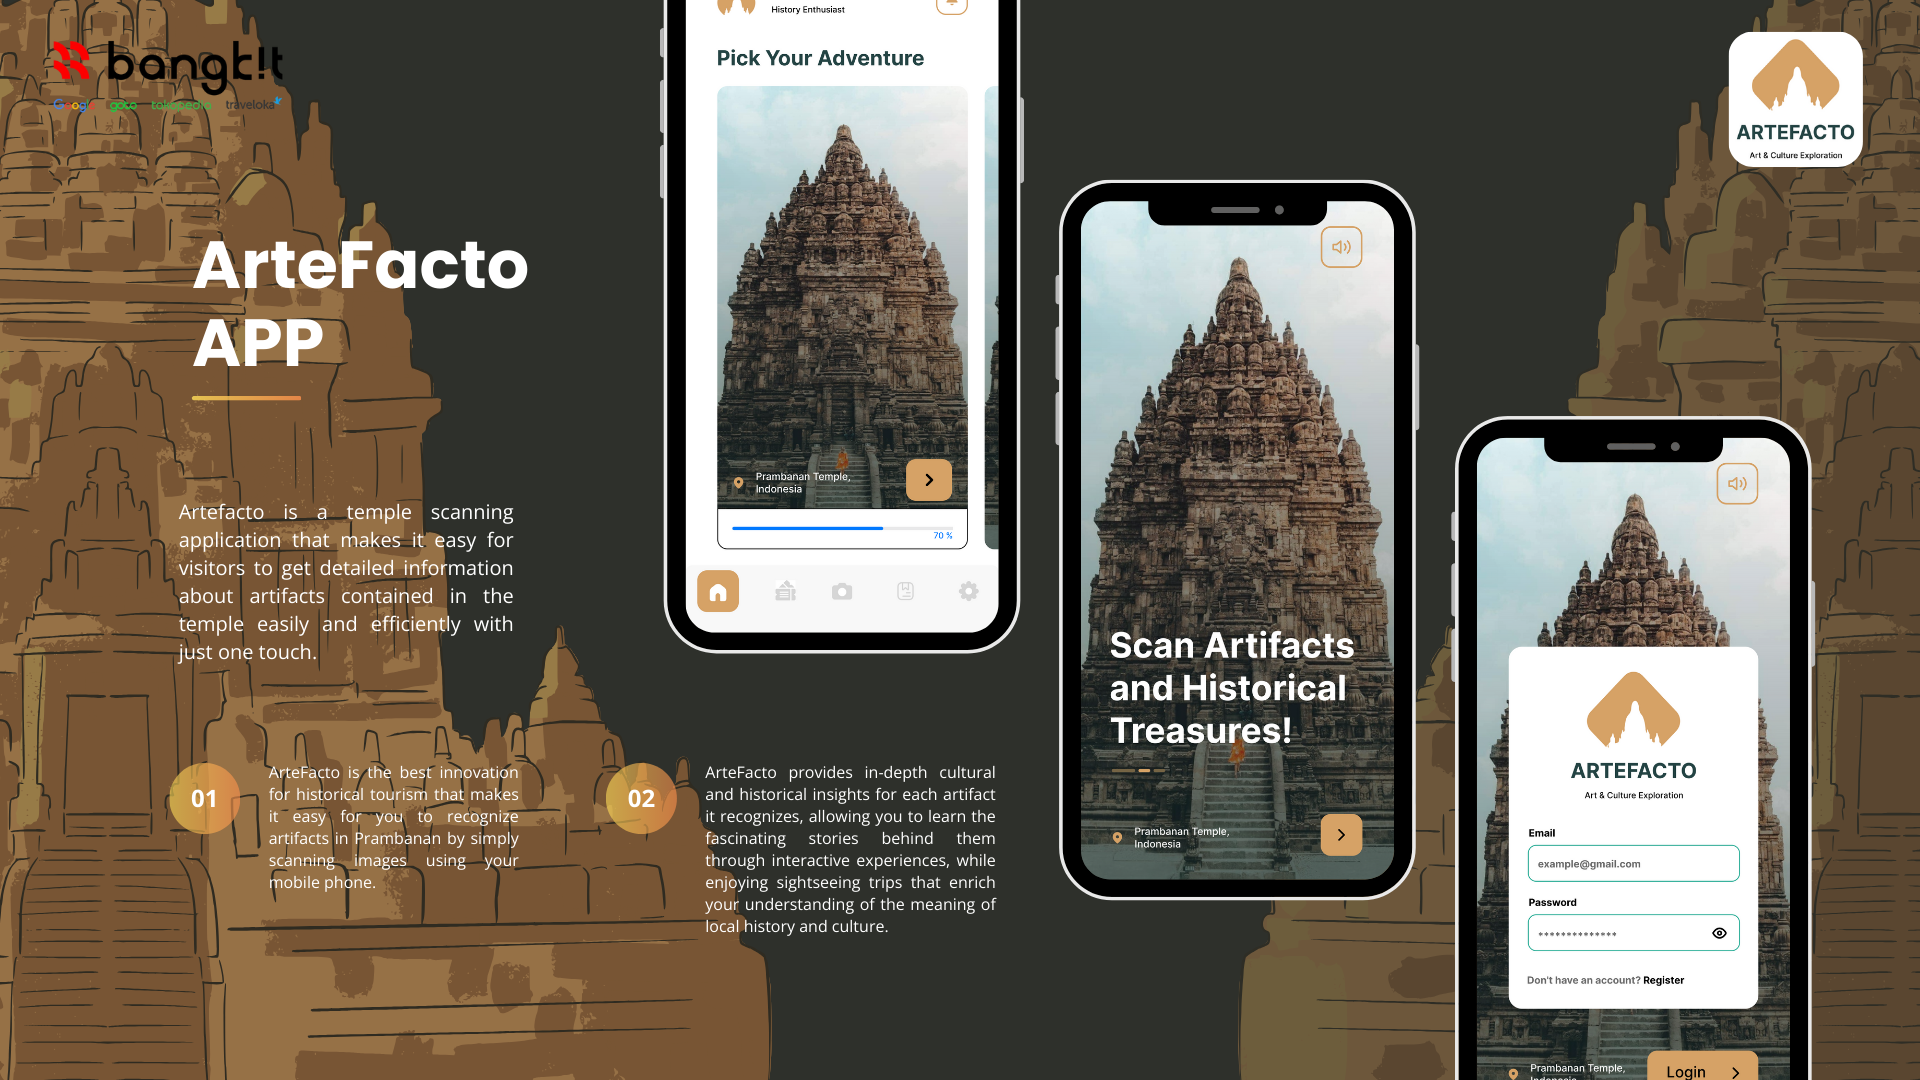 bangk!t
Google goto tokopedia traveloka
ArteFacto
APP
Artefacto is a temple scanning
application that makes it easy for
visitors to get detailed information
about artifacts contained in the
temple easily and efficiently with
just one touch.
01
ArteFacto is the best innovation
for historical tourism that makes
it easy for you to recognize
artifacts in Prambanan by simply
scanning images using your
mobile phone.
02
ArteFacto provides in-depth cultural
and historical insights for each artifact
it recognizes, allowing you to learn the
fascinating stories behind them
through interactive experiences, while
enjoying sightseeing trips that enrich
your understanding of the meaning of
local history and culture.
History Enthusiast
Pick Your Adventure
Prambanan Temple,
Indonesia
70 %
Scan Artifacts
and Historical
Treasures!
Prambanan Temple,
Indonesia
ARTEFACTO
Art & Culture Exploration
ARTEFACTO
Art & Culture Exploration
Email
example@gmail.com
Password
**************
Don't have an account? Register
Prambanan Temple,
Indonesia
Login